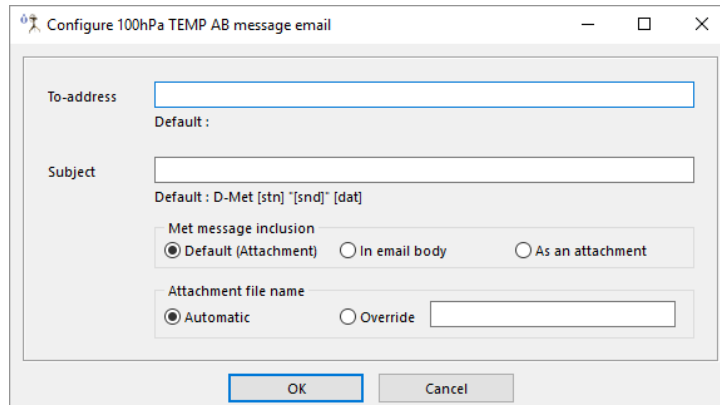 Configure 100hPa TEMP AB message email
To-address
Default :
Subject
Default : D-Met [stn] "[snd]" [dat]
Met message inclusion
Default (Attachment) In email body As an attachment
Attachment file name
Automatic Override
OK Cancel